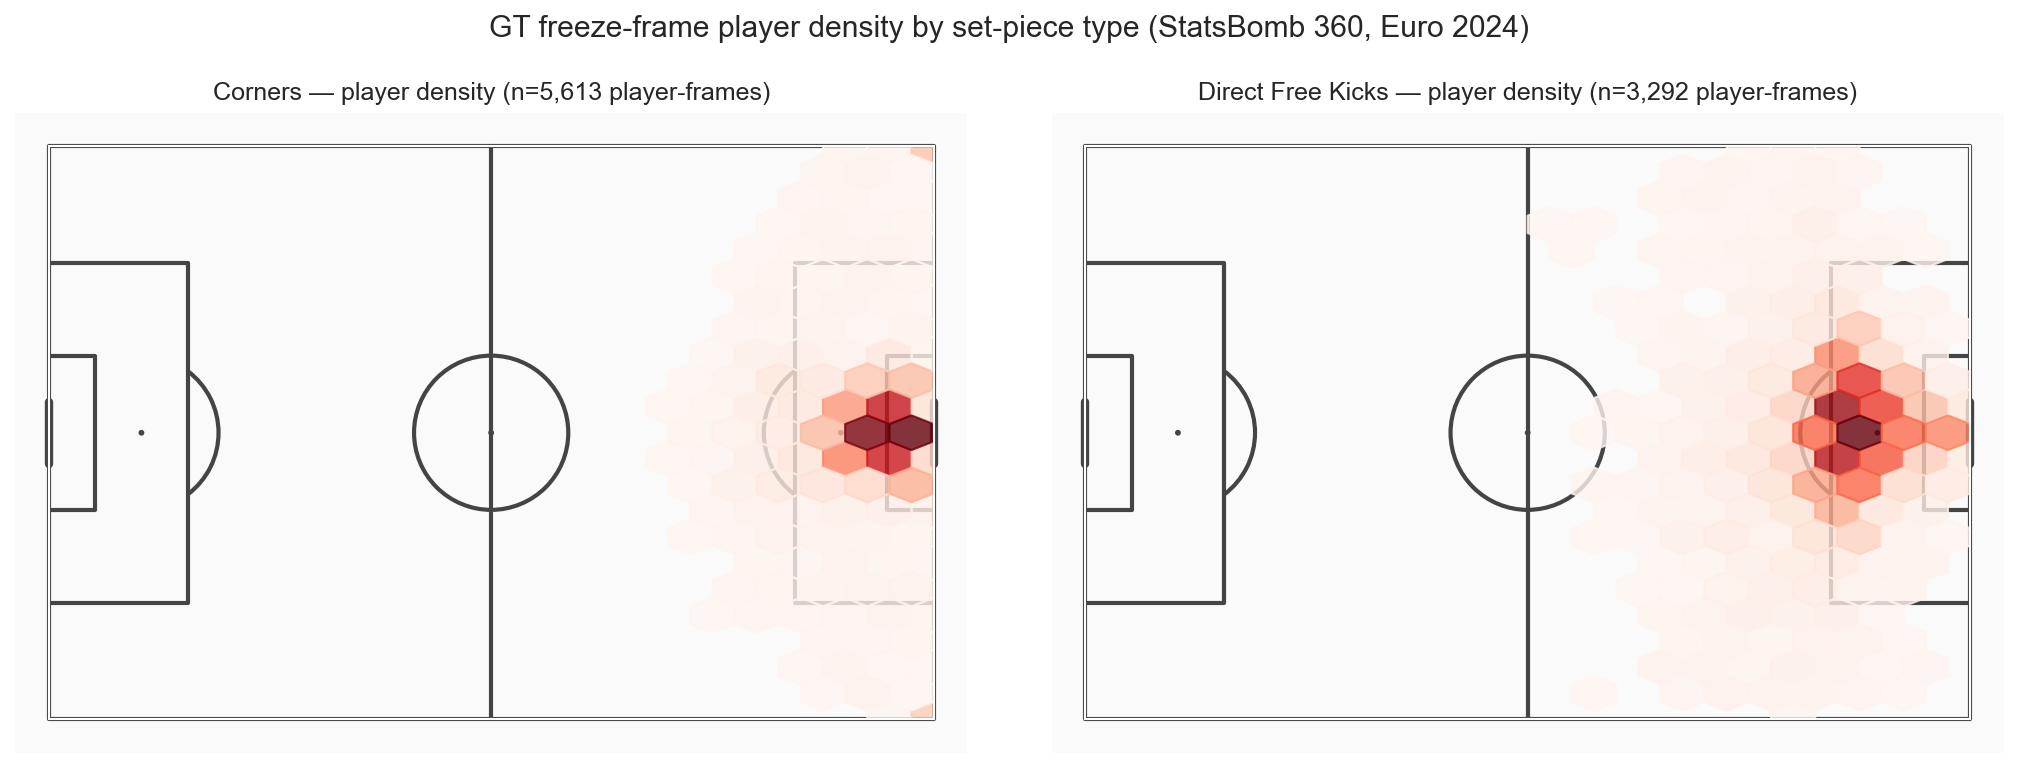 GT freeze-frame player density by set-piece type (StatsBomb 360, Euro 2024)
Corners — player density (n=5,613 player-frames)
Direct Free Kicks — player density (n=3,292 player-frames)